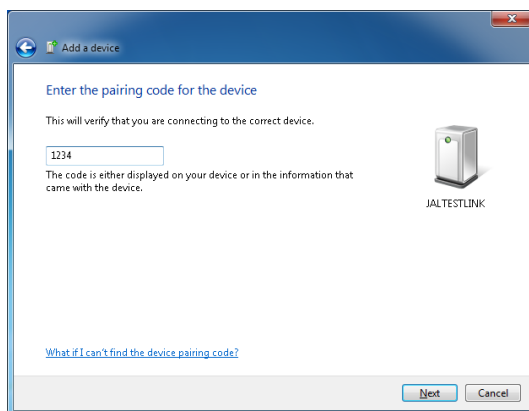 Add a device
Enter the pairing code for the device
This will verify that you are connecting to the correct device.
1234
The code is either displayed on your device or in the information that
came with the device.
JALTESTLINK
What if I can't find the device pairing code?
Next Cancel